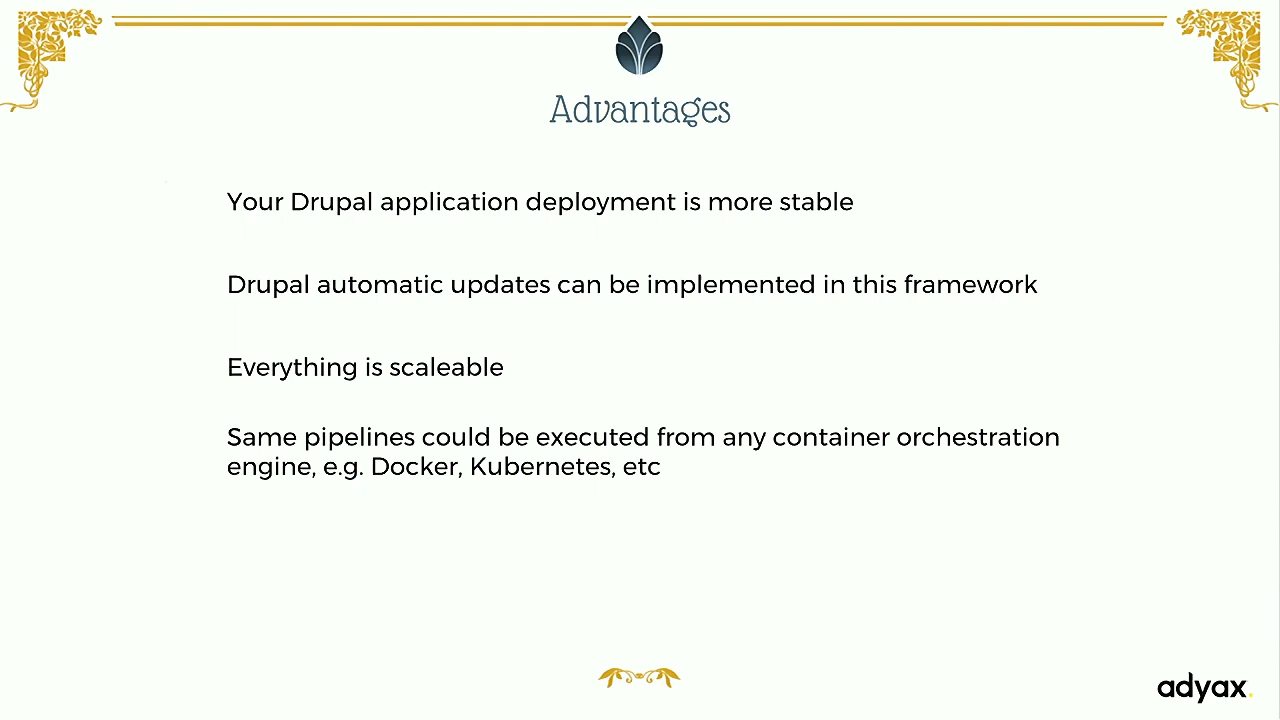 Advantages
Your Drupal application deployment is more stable
Drupal automatic updates can be implemented in this framework
Everything is scaleable
Same pipelines could be executed from any container orchestration
engine, e.g. Docker, Kubernetes, etc
adyax.